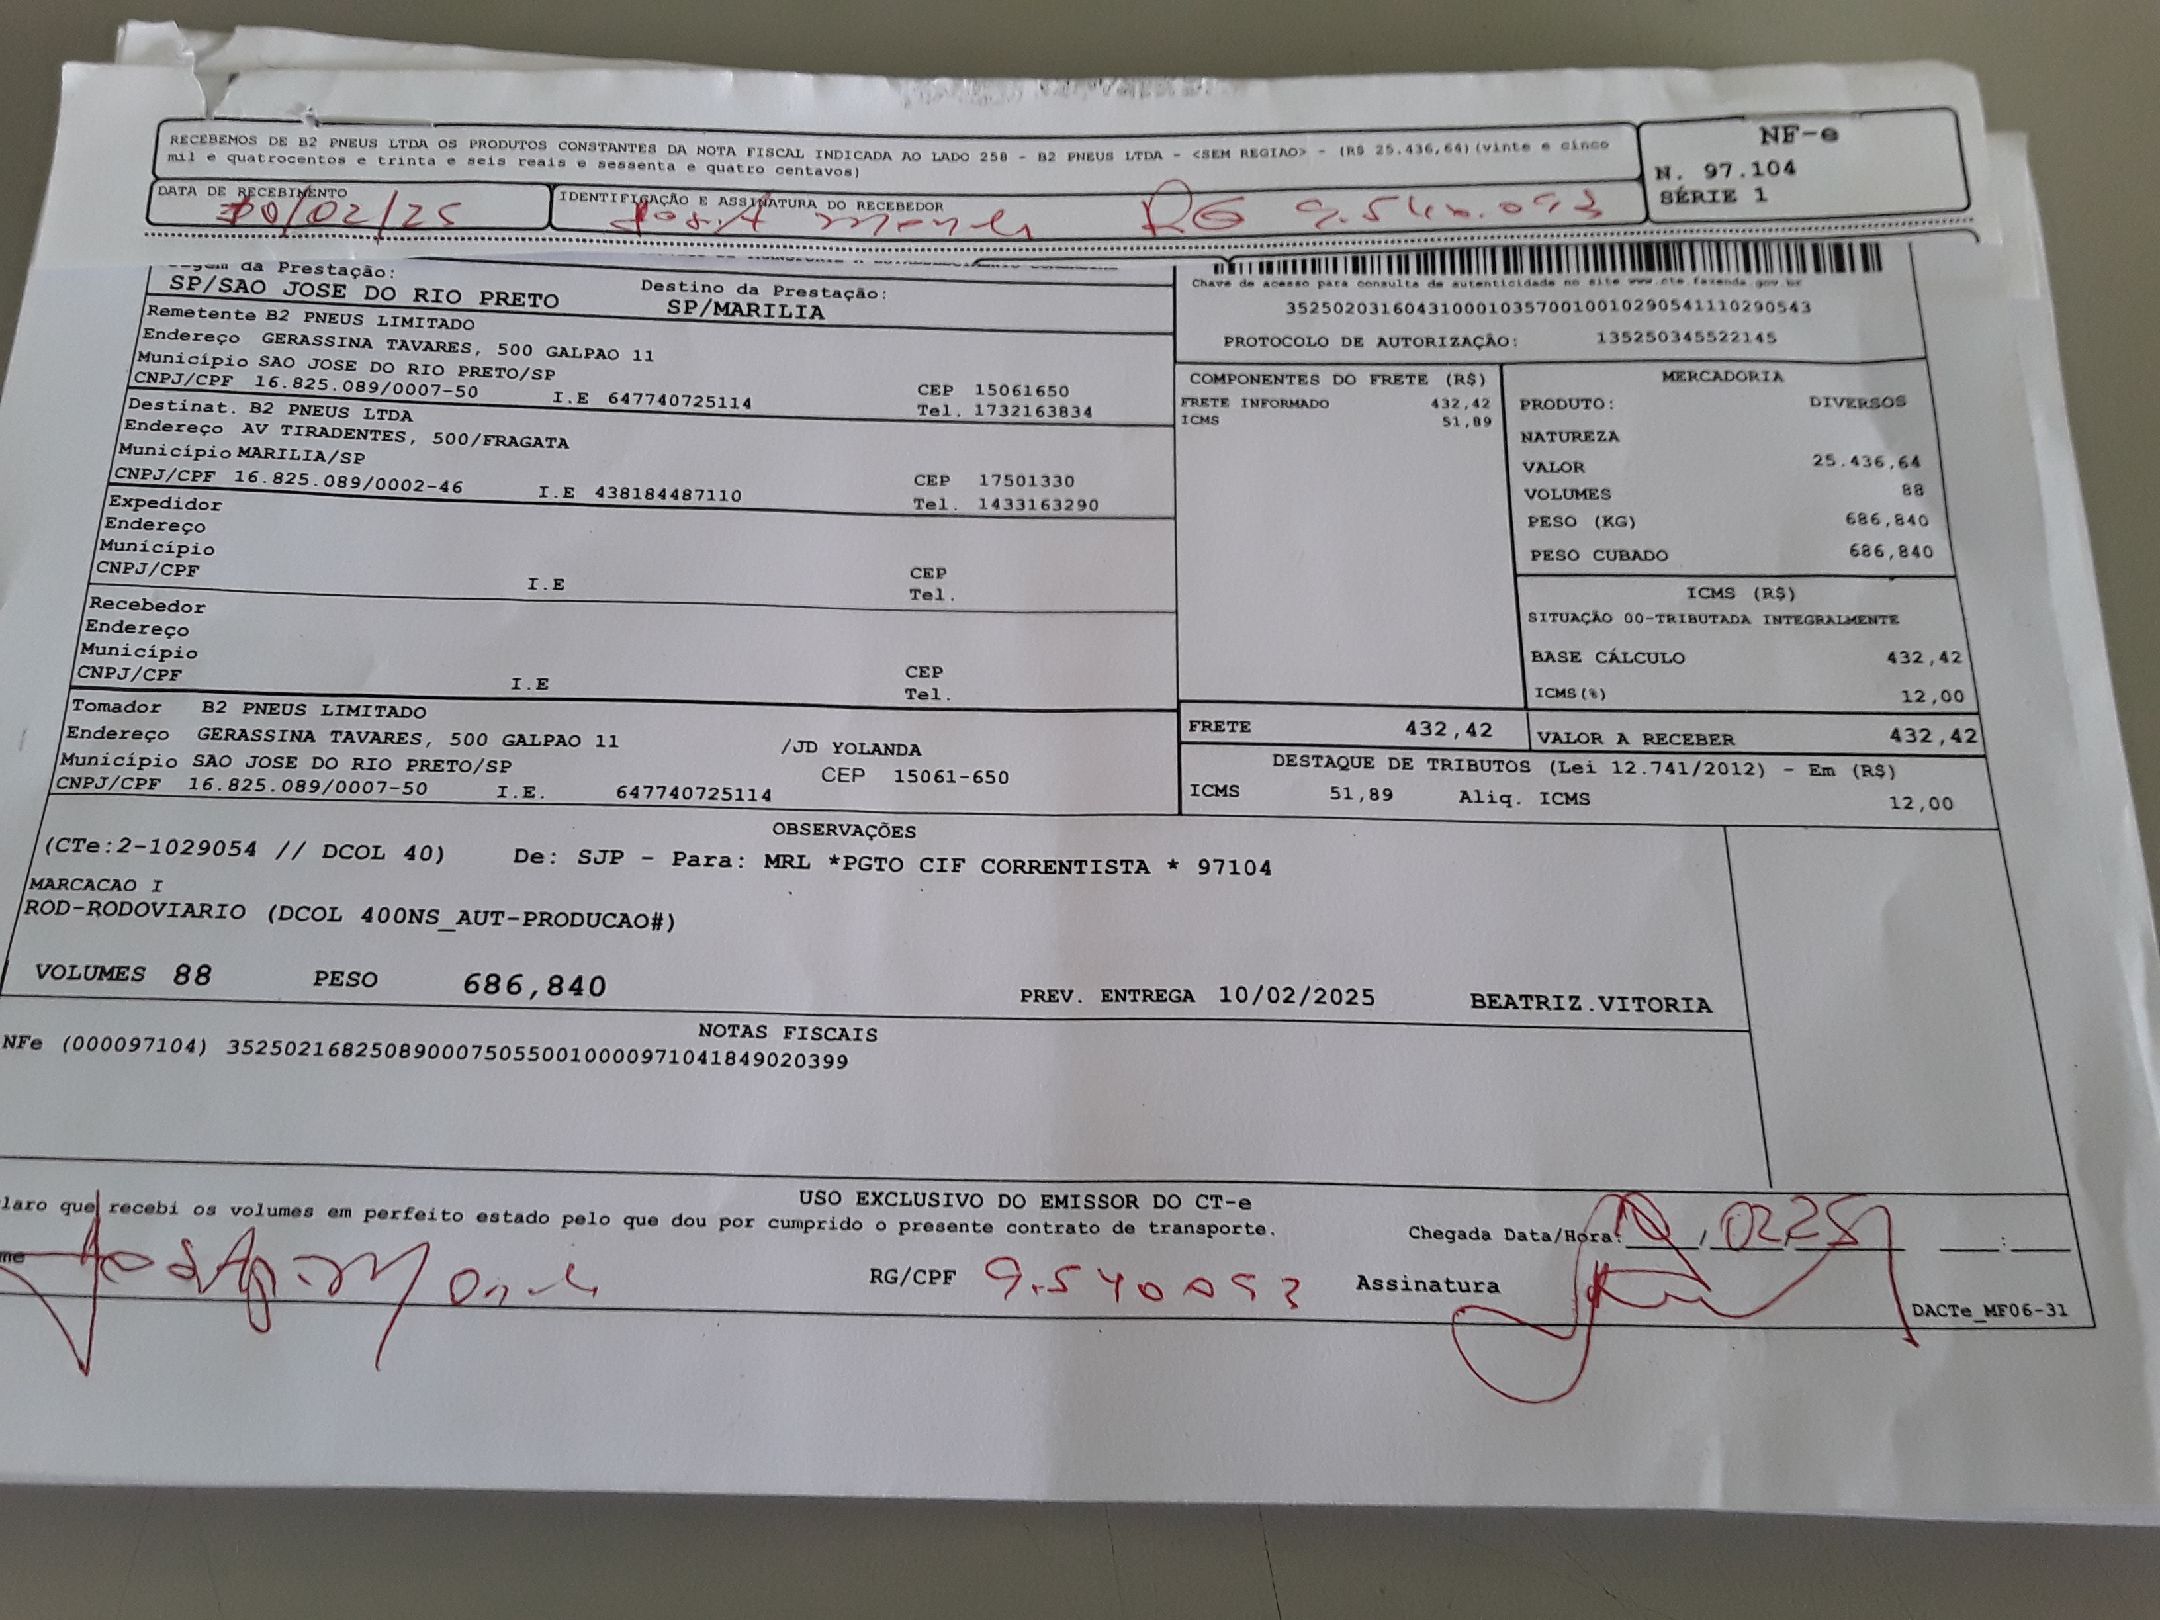 RECEBEMOS DE B2 PNEUS LTDA OS PRODUTOS CONSTANTES DA NOTA FISCAL INDICADA AO LADO 258 - B2 PNEUS LTDA - <SEM REGIAO> - (R$ 25.436,64)(vinte e cinco
mil e quatrocentos e trinta e seis reais e sessenta e quatro centavos)
NF-e
N. 97.104
SÉRIE 1
DATA DE RECEBIMENTO
10/02/25
IDENTIFICAÇÃO E ASSINATURA DO RECEBEDOR
RG 9.540.093
da Prestação:
SP/SAO JOSE DO RIO PRETO
Destino da Prestação:
SP/MARILIA
Remetente B2 PNEUS LIMITADO
Endereço GERASSINA TAVARES, 500 GALPAO 11
Município SAO JOSE DO RIO PRETO/SP
CEP 15061650
CNPJ/CPF 16.825.089/0007-50 I.E 647740725114 Tel. 1732163834
Destinat. B2 PNEUS LTDA
Endereço AV TIRADENTES, 500/FRAGATA
Município MARILIA/SP
CEP 17501330
CNPJ/CPF 16.825.089/0002-46 I.E 438184487110 Tel. 1433163290
Expedidor
Endereço
Município
CEP
CNPJ/CPF I.E Tel.
Recebedor
Endereço
Município
CEP
CNPJ/CPF I.E Tel.
Tomador B2 PNEUS LIMITADO
Endereço GERASSINA TAVARES, 500 GALPAO 11 /JD YOLANDA
Município SAO JOSE DO RIO PRETO/SP CEP 15061-650
CNPJ/CPF 16.825.089/0007-50 I.E. 647740725114
Chave de acesso para consulta de autenticidade no site www.cte.fazenda.gov.br
35250203160431000103570010010290541110290543
PROTOCOLO DE AUTORIZAÇÃO: 135250345522145
COMPONENTES DO FRETE (R$)
FRETE INFORMADO 432,42
ICMS 51,89
MERCADORIA
PRODUTO: DIVERSOS
NATUREZA
VALOR 25.436,64
VOLUMES 88
PESO (KG) 686,840
PESO CUBADO 686,840
ICMS (R$)
SITUAÇÃO 00-TRIBUTADA INTEGRALMENTE
BASE CÁLCULO 432,42
ICMS(%) 12,00
FRETE 432,42
VALOR A RECEBER 432,42
DESTAQUE DE TRIBUTOS (Lei 12.741/2012) - Em (R$)
ICMS 51,89 Aliq. ICMS 12,00
OBSERVAÇÕES
(CTe:2-1029054 // DCOL 40) De: SJP - Para: MRL *PGTO CIF CORRENTISTA * 97104
MARCACAO I
ROD-RODOVIARIO (DCOL 400NS_AUT-PRODUCAO#)
VOLUMES 88 PESO 686,840 PREV. ENTREGA 10/02/2025 BEATRIZ.VITORIA
NOTAS FISCAIS
NFe (000097104) 35250216825089000750550010000971041849020399
USO EXCLUSIVO DO EMISSOR DO CT-e
laro que recebi os volumes em perfeito estado pelo que dou por cumprido o presente contrato de transporte.
Chegada Data/Hora:
me
RG/CPF 9.540093
Assinatura
DACTe_MF06-31